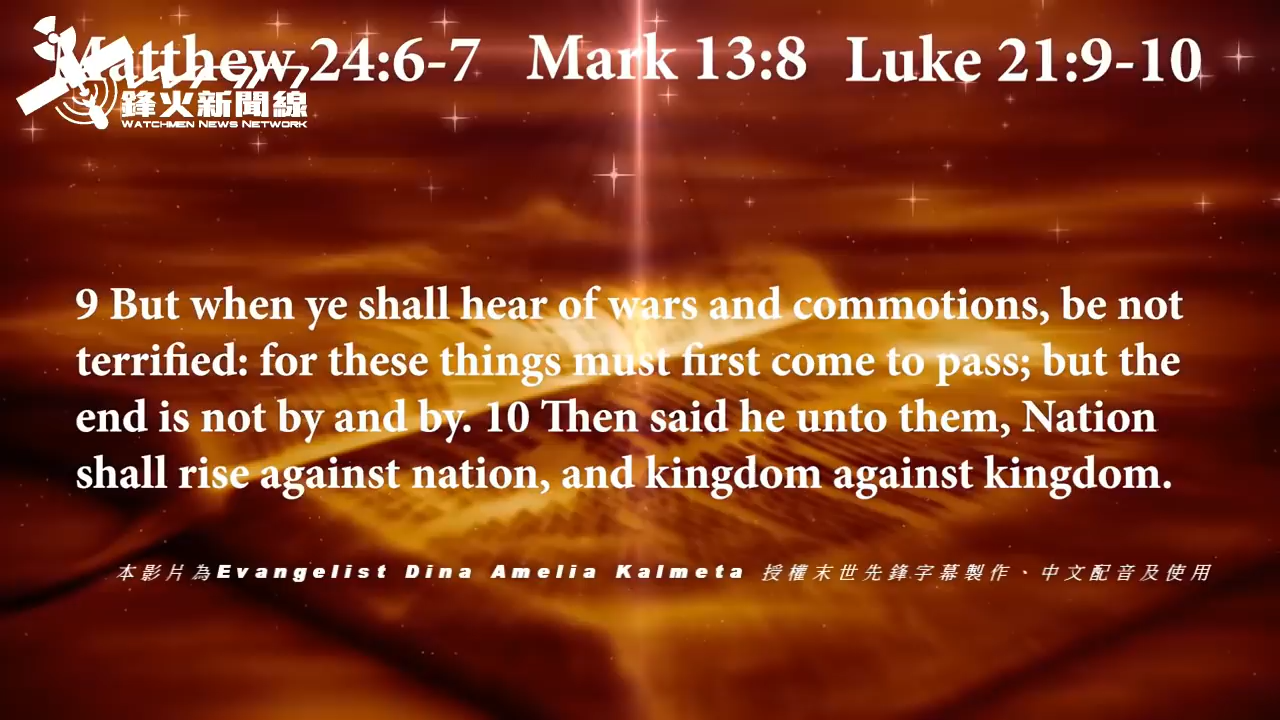 Matthew 24:6-7 Mark 13:8 Luke 21:9-10
鋒火新聞線
WATCHMEN NEWS NETWORK
9 But when ye shall hear of wars and commotions, be not
terrified: for these things must first come to pass; but the
end is not by and by. 10 Then said he unto them, Nation
shall rise against nation, and kingdom against kingdom.
本影片為Evangelist Dina Amelia Kalmeta 授權末世先鋒字幕製作、中文配音及使用